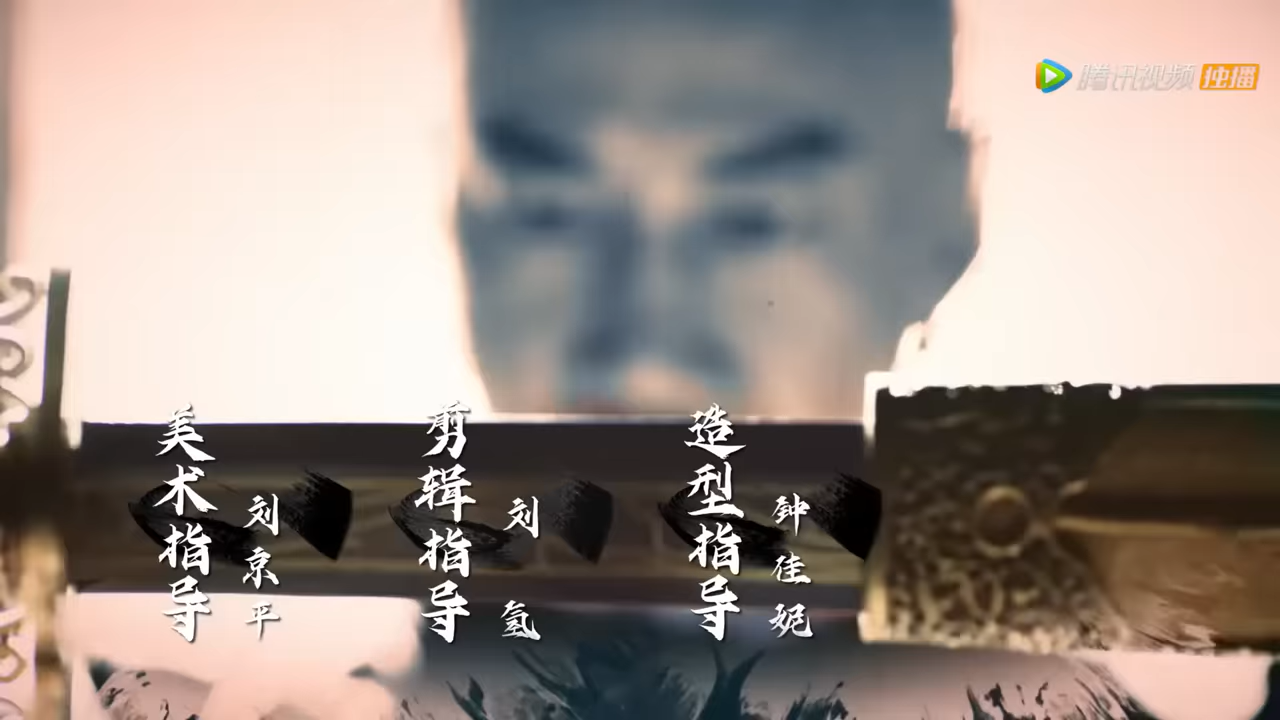 腾讯视频 独播
美术指导
刘京平
剪辑指导
刘氢
造型指导
钟佳妮